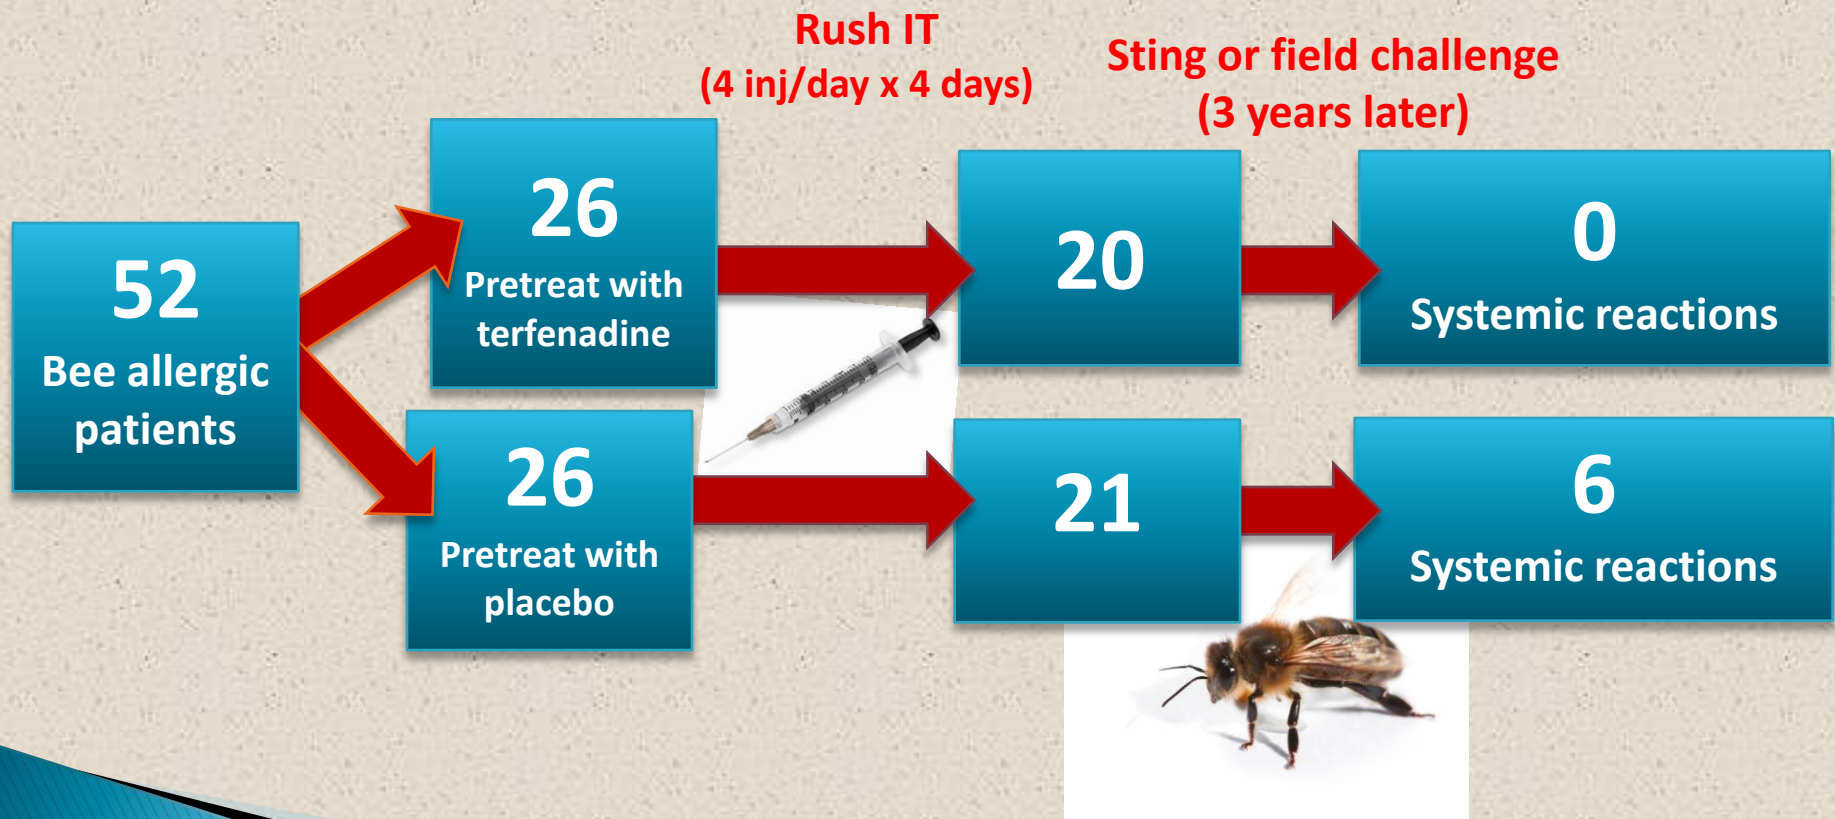 Rush IT
(4 inj/day x 4 days)
Sting or field challenge
(3 years later)
52
Bee allergic
patients
26
Pretreat with
terfenadine
20
0
Systemic reactions
26
Pretreat with
placebo
21
6
Systemic reactions